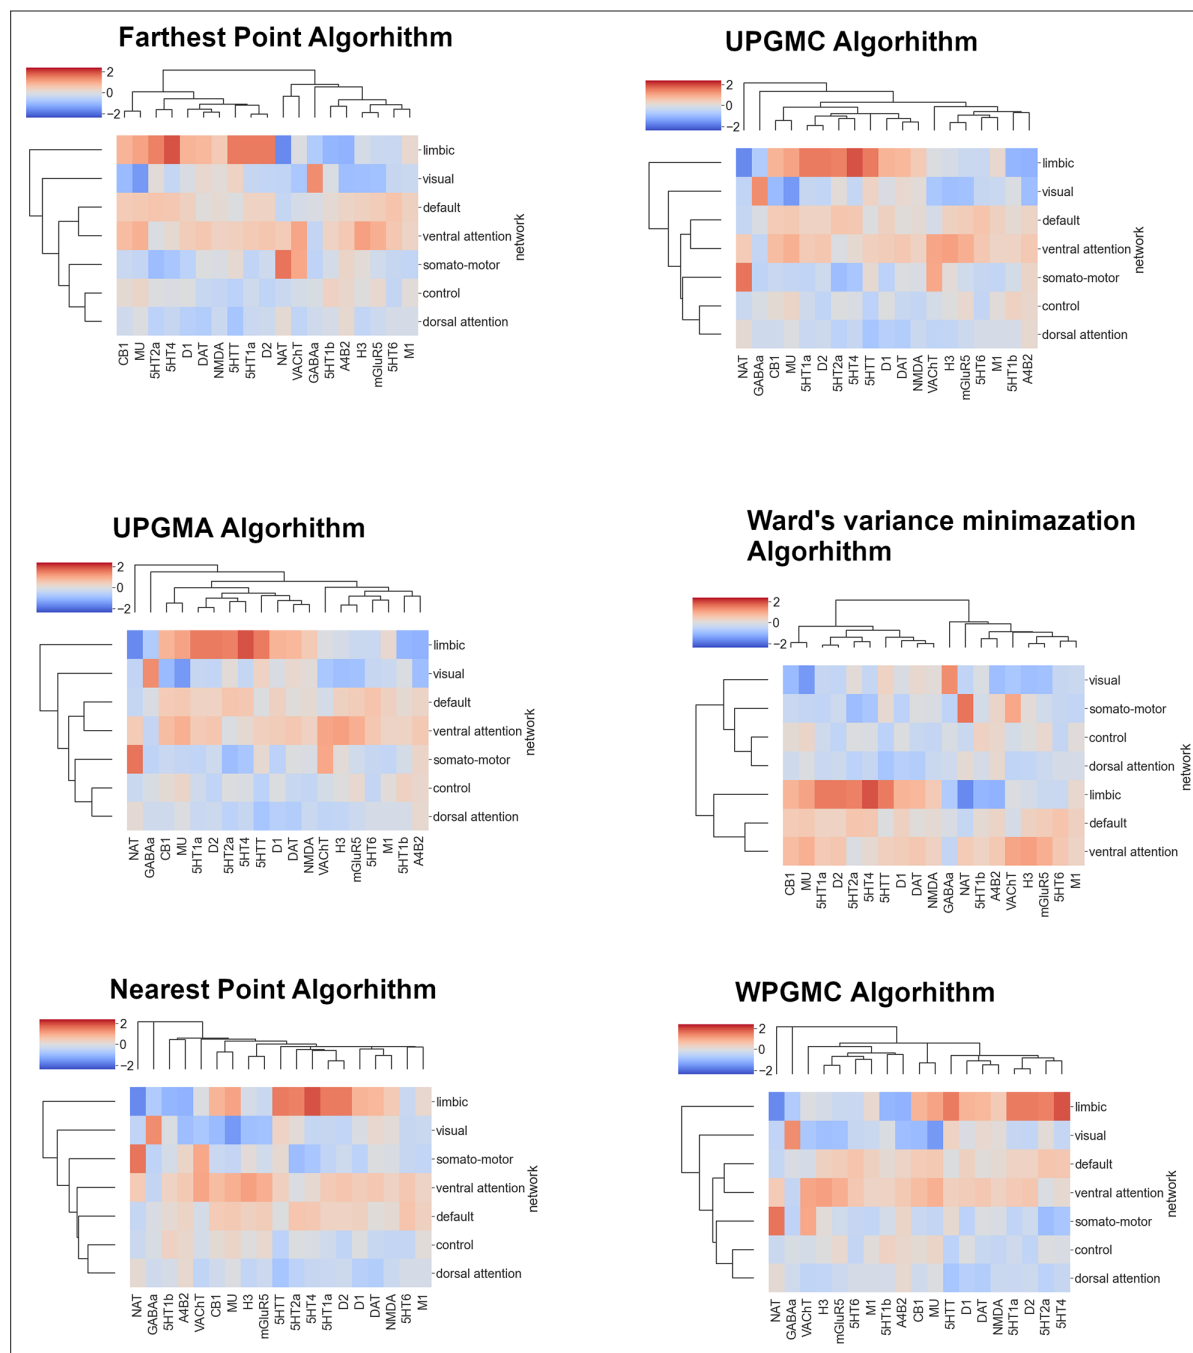 Farthest Point Algorhithm
2
0
−2
limbic
visual
default
ventral attention
somato-motor
control
dorsal attention
network
CB1
MU
5HT2a
5HT4
D1
DAT
NMDA
5HTT
5HT1a
D2
NAT
VAChT
GABAa
5HT1b
A4B2
H3
mGluR5
5HT6
M1
UPGMC Algorhithm
2
0
−2
limbic
visual
default
ventral attention
somato-motor
control
dorsal attention
network
NAT
GABAa
CB1
MU
5HT1a
D2
5HT2a
5HT4
5HTT
D1
DAT
NMDA
VAChT
H3
mGluR5
5HT6
M1
5HT1b
A4B2
UPGMA Algorhithm
2
0
−2
limbic
visual
default
ventral attention
somato-motor
control
dorsal attention
network
NAT
GABAa
CB1
MU
5HT1a
D2
5HT2a
5HT4
5HTT
D1
DAT
NMDA
VAChT
H3
mGluR5
5HT6
M1
5HT1b
A4B2
Ward's variance minimazation
Algorhithm
2
0
−2
visual
somato-motor
control
dorsal attention
limbic
default
ventral attention
network
CB1
MU
5HT1a
D2
5HT2a
5HT4
5HTT
D1
DAT
NMDA
GABAa
NAT
5HT1b
A4B2
VAChT
H3
mGluR5
5HT6
M1
Nearest Point Algorhithm
2
0
−2
limbic
visual
somato-motor
ventral attention
default
control
dorsal attention
network
NAT
GABAa
5HT1b
A4B2
VAChT
CB1
MU
H3
mGluR5
5HTT
5HT2a
5HT4
5HT1a
D2
D1
DAT
NMDA
5HT6
M1
WPGMC Algorhithm
2
0
−2
limbic
visual
default
ventral attention
somato-motor
control
dorsal attention
network
NAT
GABAa
VAChT
H3
mGluR5
5HT6
M1
5HT1b
A4B2
CB1
MU
5HTT
D1
DAT
NMDA
5HT1a
D2
5HT2a
5HT4